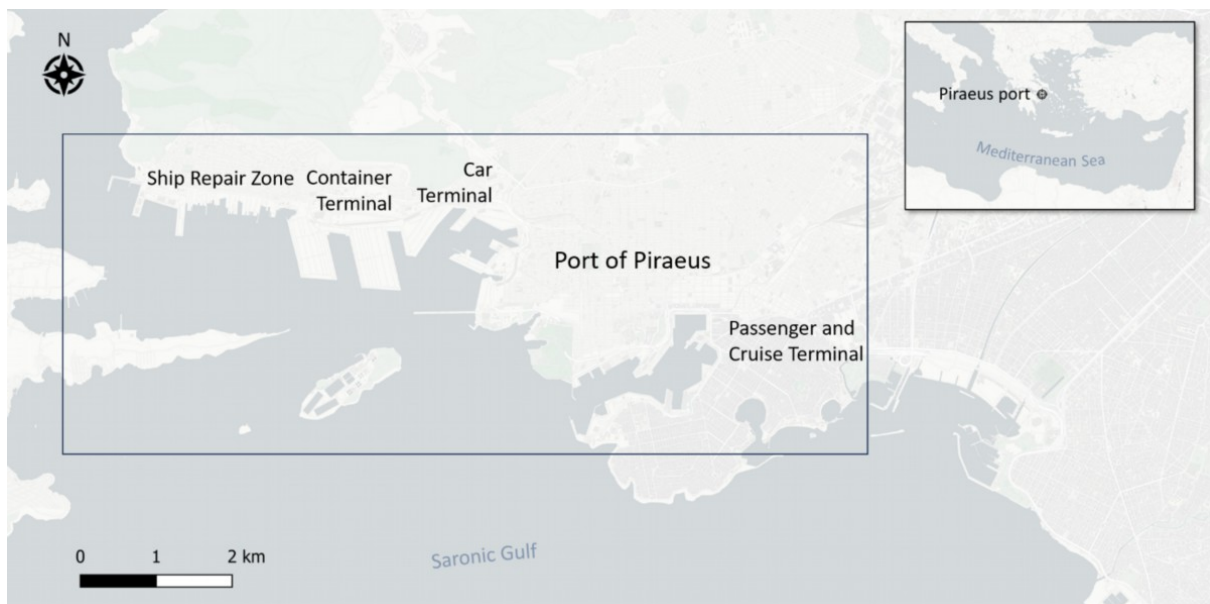 N
Piraeus port
Mediterranean Sea
Ship Repair Zone
Container
Terminal
Car
Terminal
Port of Piraeus
Passenger and
Cruise Terminal
Saronic Gulf
0 1 2 km